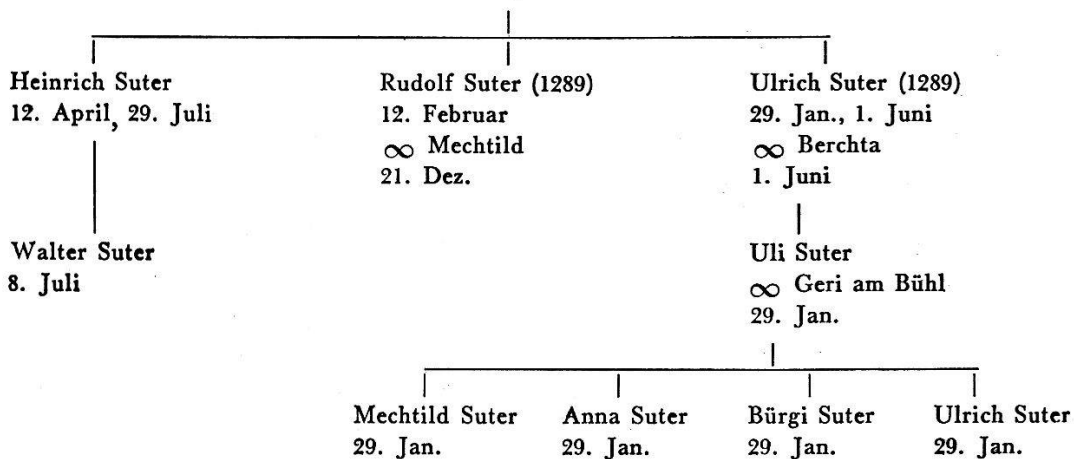 Heinrich Suter
12. April, 29. Juli
Rudolf Suter (1289)
12. Februar
∞ Mechtild
21. Dez.
Ulrich Suter (1289)
29. Jan., 1. Juni
∞ Berchta
1. Juni
Walter Suter
8. Juli
Uli Suter
∞ Geri am Bühl
29. Jan.
Mechtild Suter
29. Jan.
Anna Suter
29. Jan.
Bürgi Suter
29. Jan.
Ulrich Suter
29. Jan.